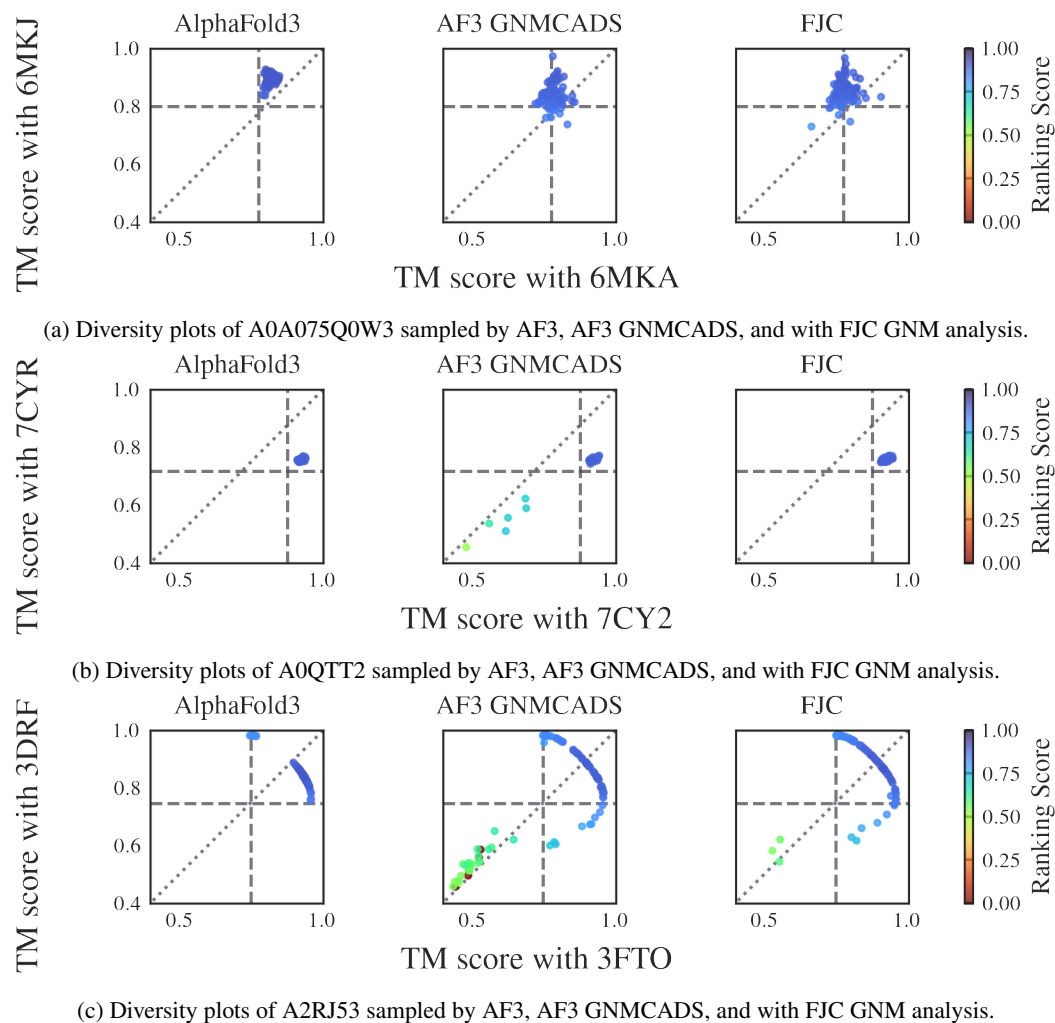 AlphaFold3 AF3 GNMCADS FJC
TM score with 6MKJ
1.0
0.8
0.6
0.4
0.5 1.0 0.5 1.0 0.5 1.0
1.00
0.75
0.50
0.25
0.00
Ranking Score
TM score with 6MKA
(a) Diversity plots of A0A075Q0W3 sampled by AF3, AF3 GNMCADS, and with FJC GNM analysis.
AlphaFold3 AF3 GNMCADS FJC
TM score with 7CYR
1.0
0.8
0.6
0.4
0.5 1.0 0.5 1.0 0.5 1.0
1.00
0.75
0.50
0.25
0.00
Ranking Score
TM score with 7CY2
(b) Diversity plots of A0QTT2 sampled by AF3, AF3 GNMCADS, and with FJC GNM analysis.
AlphaFold3 AF3 GNMCADS FJC
TM score with 3DRF
1.0
0.8
0.6
0.4
0.5 1.0 0.5 1.0 0.5 1.0
1.00
0.75
0.50
0.25
0.00
Ranking Score
TM score with 3FTO
(c) Diversity plots of A2RJ53 sampled by AF3, AF3 GNMCADS, and with FJC GNM analysis.